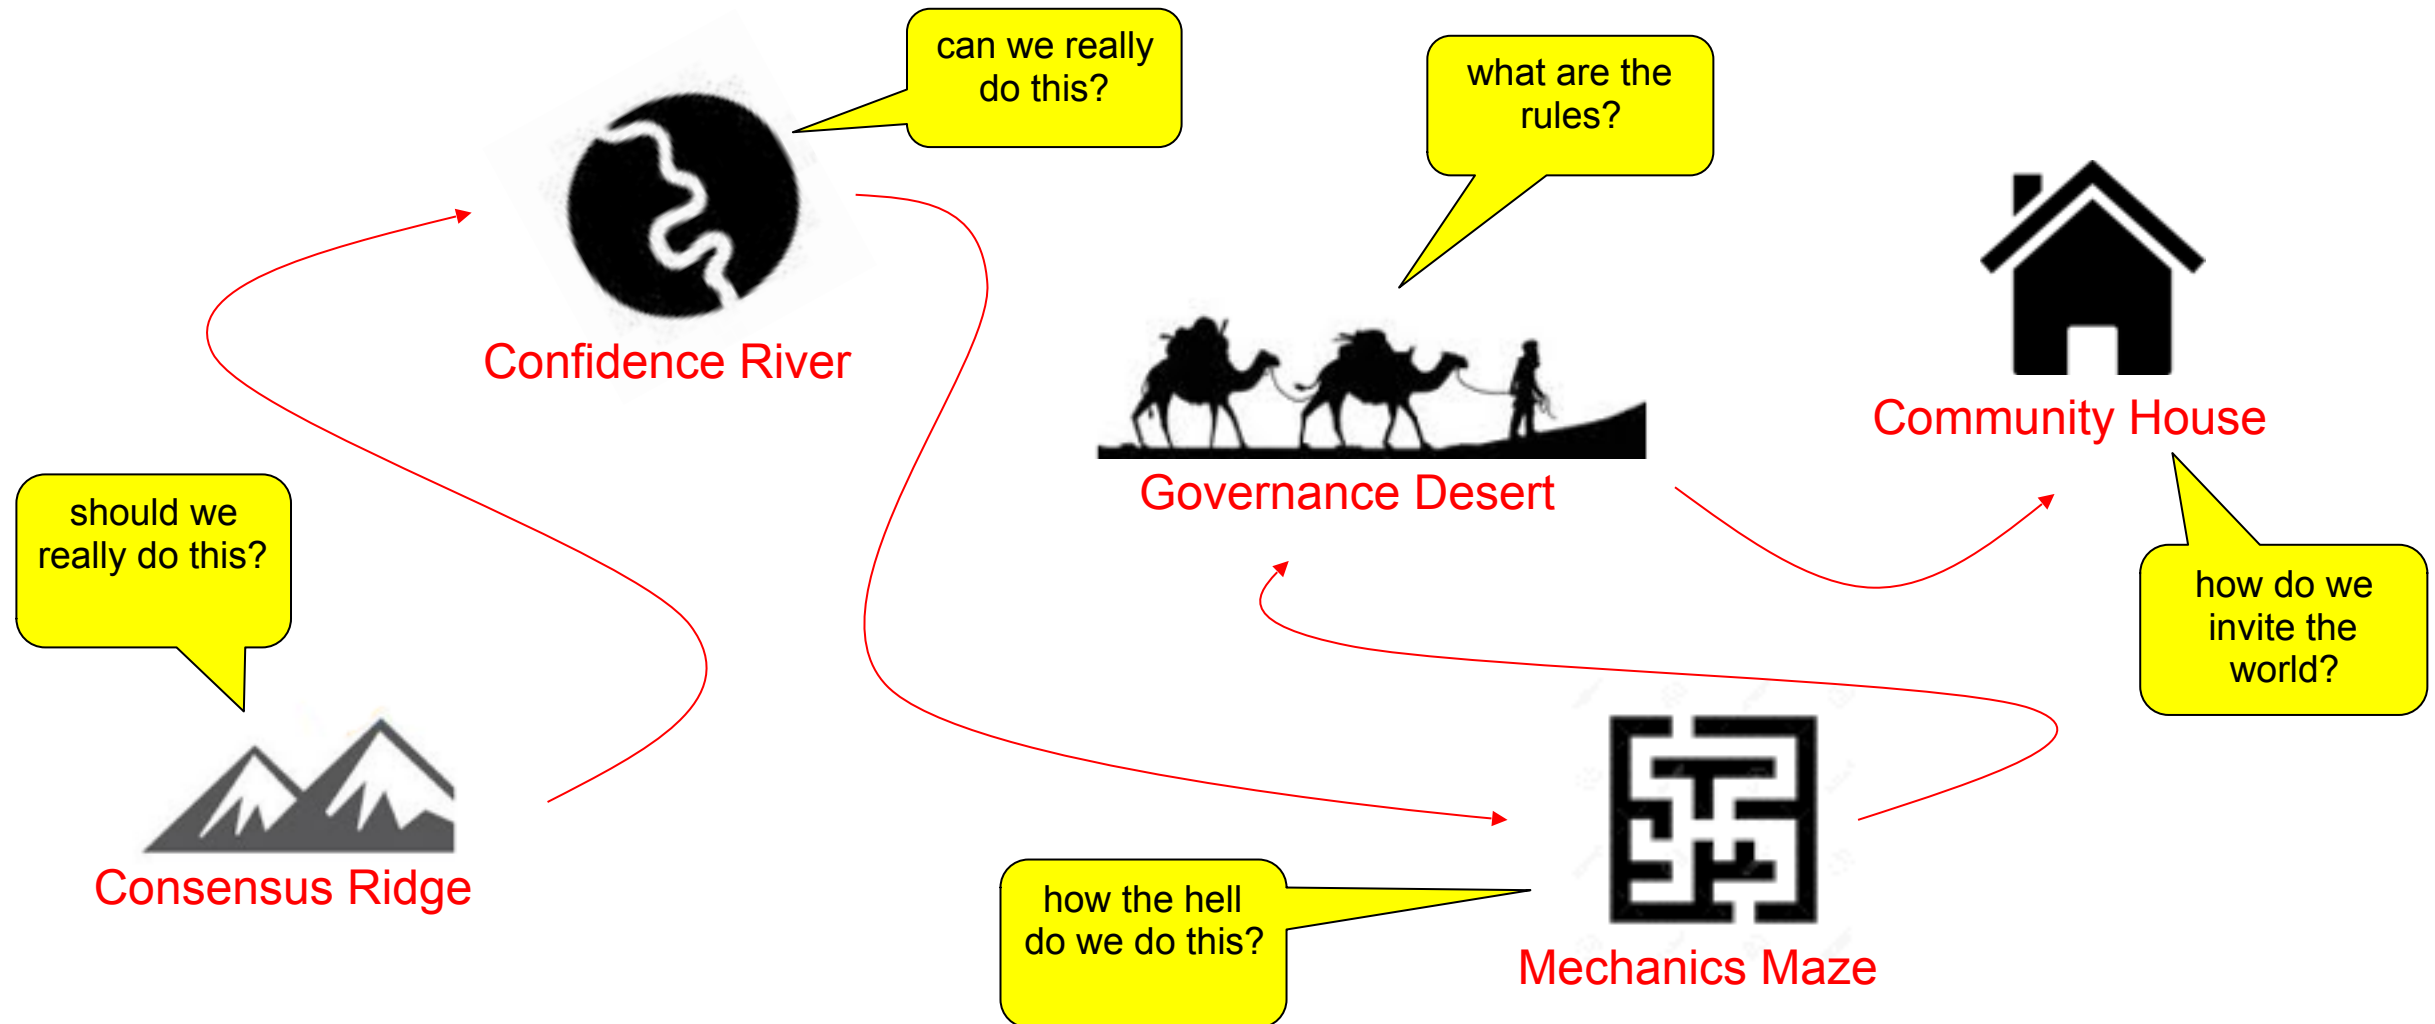 can we really
do this?
what are the
rules?
Confidence River
Community House
Governance Desert
should we
really do this?
how do we
invite the
world?
Consensus Ridge
how the hell
do we do this?
Mechanics Maze